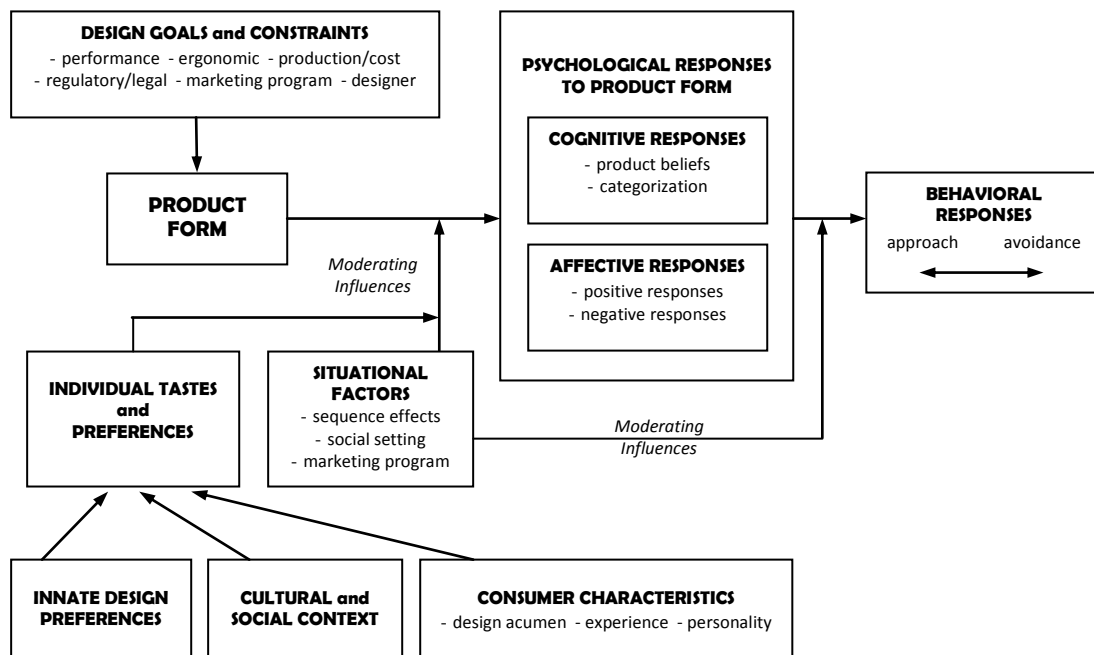 DESIGN GOALS and CONSTRAINTS
- performance - ergonomic - production/cost
- regulatory/legal - marketing program - designer
PRODUCT
FORM
PSYCHOLOGICAL RESPONSES
TO PRODUCT FORM
COGNITIVE RESPONSES
- product beliefs
- categorization
AFFECTIVE RESPONSES
- positive responses
- negative responses
BEHAVIORAL
RESPONSES
approach avoidance
Moderating
Influences
INDIVIDUAL TASTES
and
PREFERENCES
SITUATIONAL
FACTORS
- sequence effects
- social setting
- marketing program
Moderating
Influences
INNATE DESIGN
PREFERENCES
CULTURAL and
SOCIAL CONTEXT
CONSUMER CHARACTERISTICS
- design acumen - experience - personality